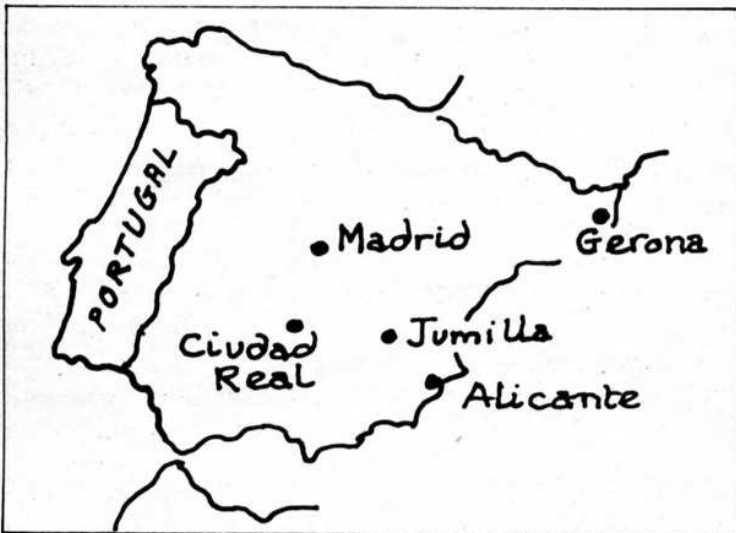 PORTUGAL
Madrid
Gerona
Ciudad
Real
Jumilla
Alicante